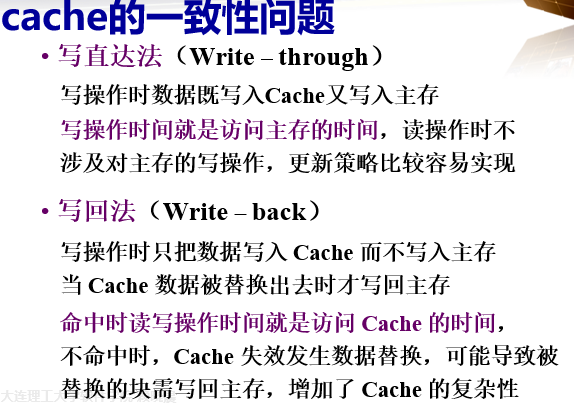 cache的一致性问题
• 写直达法（Write – through）
写操作时数据既写入Cache又写入主存
写操作时间就是访问主存的时间，读操作时不
涉及对主存的写操作，更新策略比较容易实现
• 写回法（Write – back）
写操作时只把数据写入 Cache 而不写入主存
当 Cache 数据被替换出去时才写回主存
命中时读写操作时间就是访问 Cache 的时间，
不命中时，Cache 失效发生数据替换，可能导致被
替换的块需写回主存，增加了 Cache 的复杂性
大连理工大学